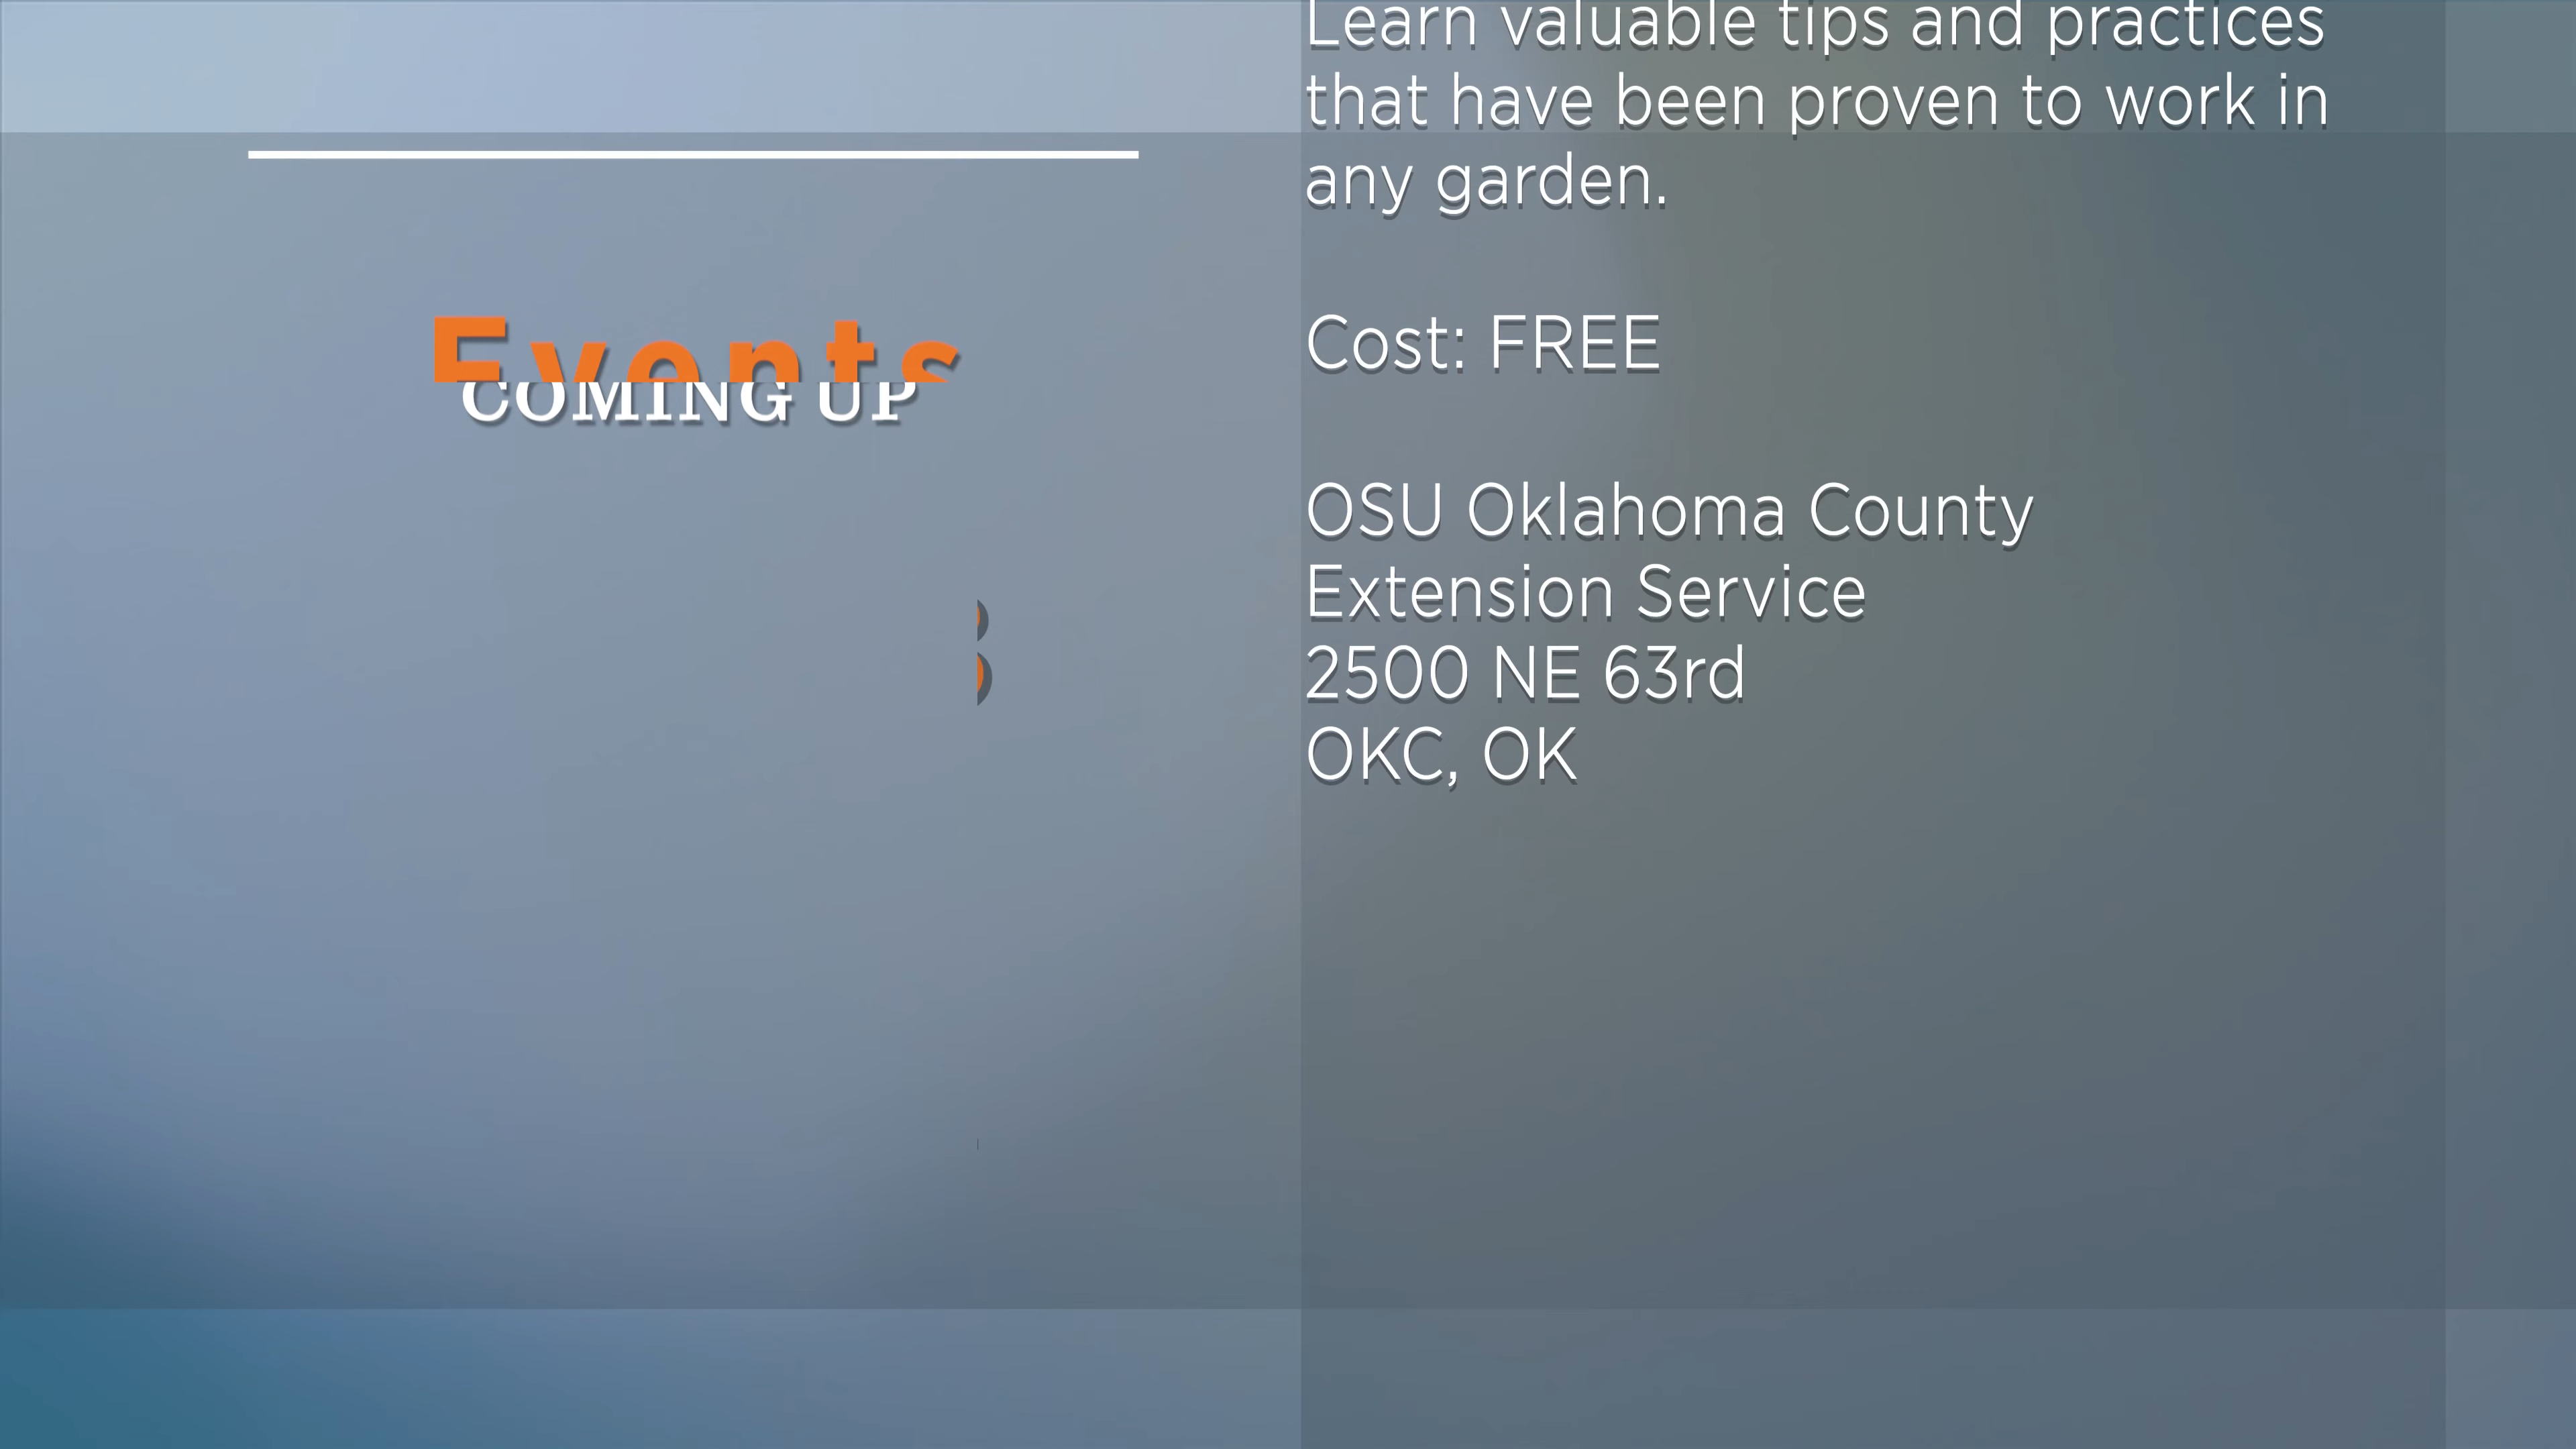 Events
COMING UP
Learn valuable tips and practices
that have been proven to work in
any garden.
Cost: FREE
OSU Oklahoma County
Extension Service
2500 NE 63rd
OKC, OK